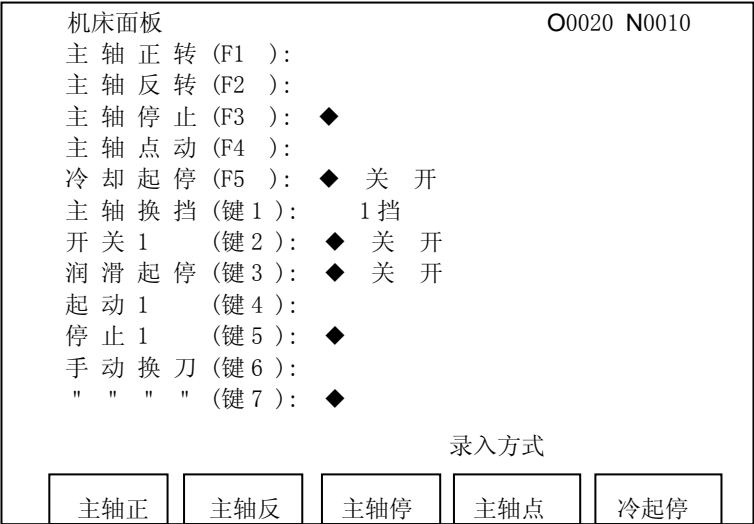 机床面板 O0020 N0010
主 轴 正 转 (F1 ):
主 轴 反 转 (F2 ):
主 轴 停 止 (F3 ): ◆
主 轴 点 动 (F4 ):
冷 却 起 停 (F5 ): ◆ 关 开
主 轴 换 挡 (键 1 ): 1 挡
开 关 1 (键 2 ): ◆ 关 开
润 滑 起 停 (键 3 ): ◆ 关 开
起 动 1 (键 4 ):
停 止 1 (键 5 ): ◆
手 动 换 刀 (键 6 ):
" " " " (键 7 ): ◆
录入方式
主轴正 主轴反 主轴停 主轴点 冷起停